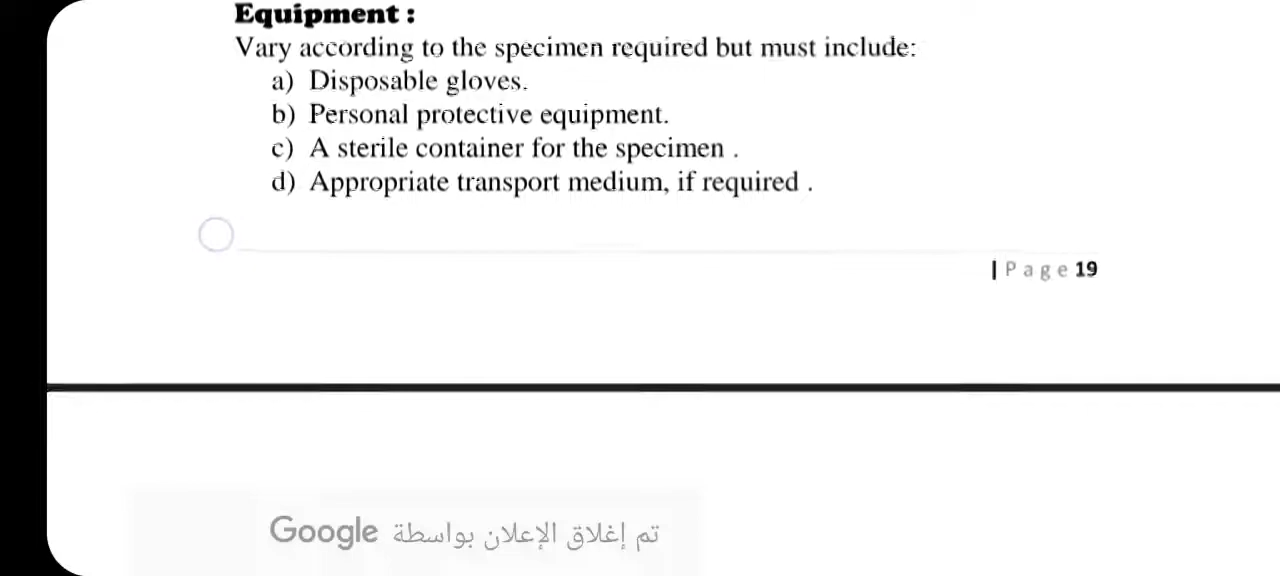 Equipment :
Vary according to the specimen required but must include:
a) Disposable gloves.
b) Personal protective equipment.
c) A sterile container for the specimen .
d) Appropriate transport medium, if required .
| P a g e 19
تم إغلاق الإعلان بواسطة Google